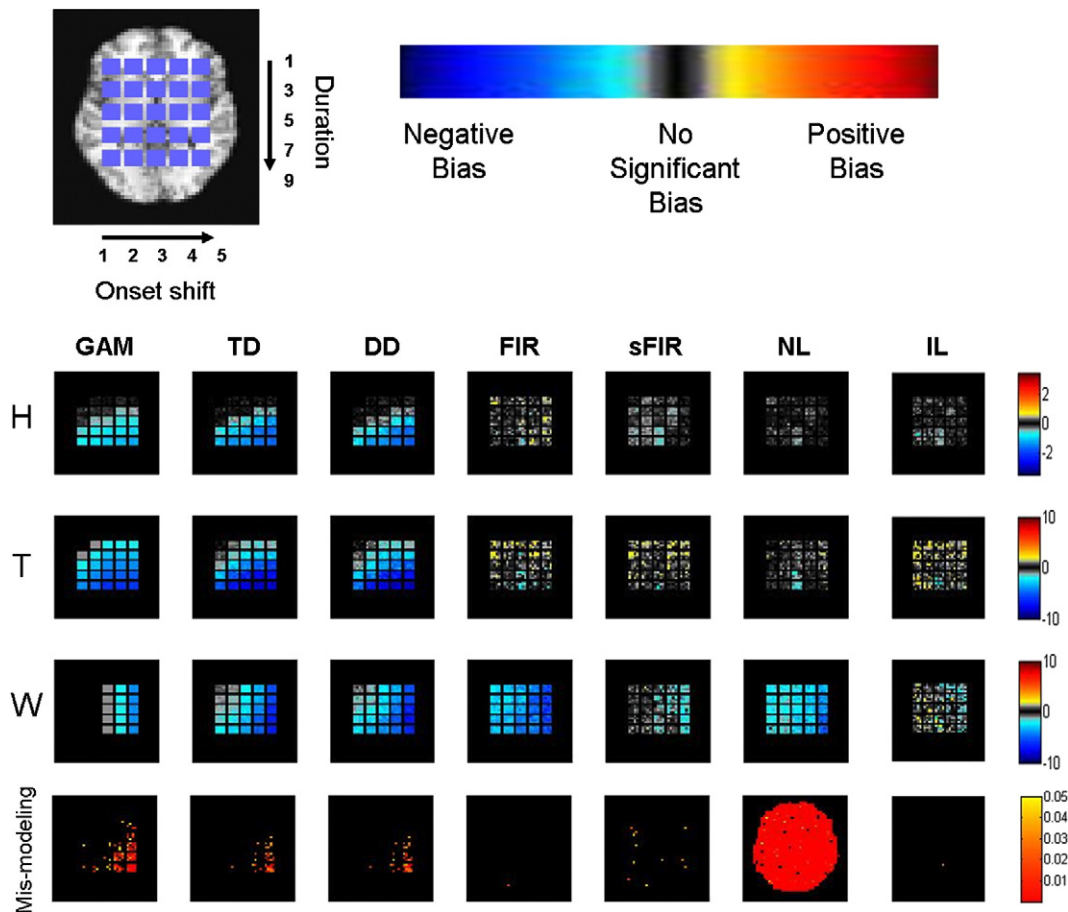 1
3
5
7
9
Duration
1 2 3 4 5
Onset shift
Negative
Bias
No
Significant
Bias
Positive
Bias
GAM TD DD FIR sFIR NL IL
H
2
0
-2
T
10
0
-10
W
10
0
-10
Mis-modeling
0.05
0.04
0.03
0.02
0.01